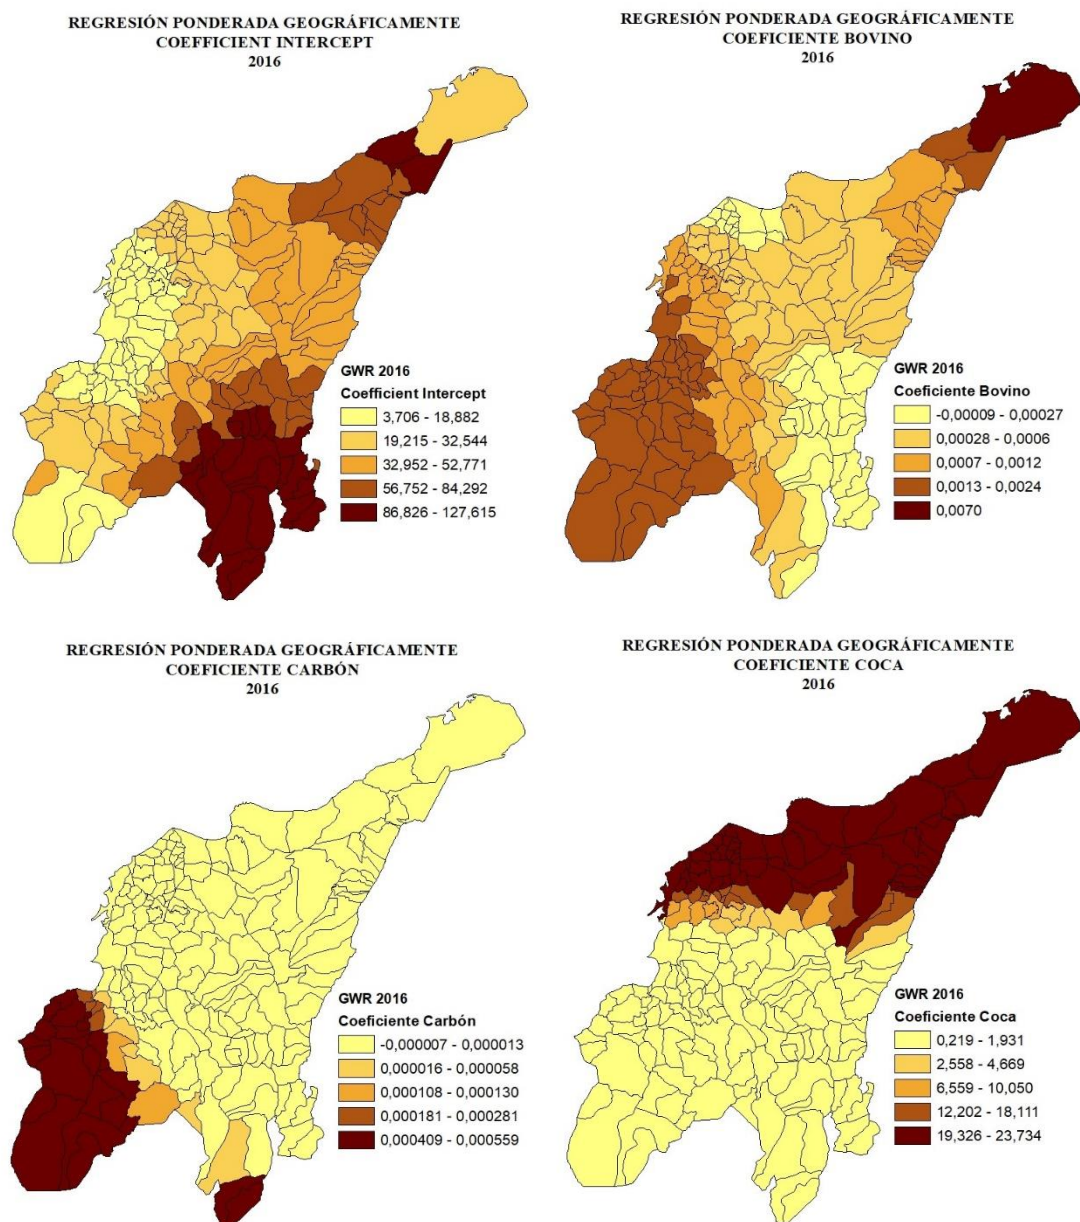 REGRESIÓN PONDERADA GEOGRÁFICAMENTE
COEFFICIENT INTERCEPT
2016
GWR 2016
Coefficient Intercept
3,706 - 18,882
19,215 - 32,544
32,952 - 52,771
56,752 - 84,292
86,826 - 127,615
REGRESIÓN PONDERADA GEOGRÁFICAMENTE
COEFICIENTE BOVINO
2016
GWR 2016
Coeficiente Bovino
-0,00009 - 0,00027
0,00028 - 0,0006
0,0007 - 0,0012
0,0013 - 0,0024
0,0070
REGRESIÓN PONDERADA GEOGRÁFICAMENTE
COEFICIENTE CARBÓN
2016
GWR 2016
Coeficiente Carbón
-0,000007 - 0,000013
0,000016 - 0,000058
0,000108 - 0,000130
0,000181 - 0,000281
0,000409 - 0,000559
REGRESIÓN PONDERADA GEOGRÁFICAMENTE
COEFICIENTE COCA
2016
GWR 2016
Coeficiente Coca
0,219 - 1,931
2,558 - 4,669
6,559 - 10,050
12,202 - 18,111
19,326 - 23,734